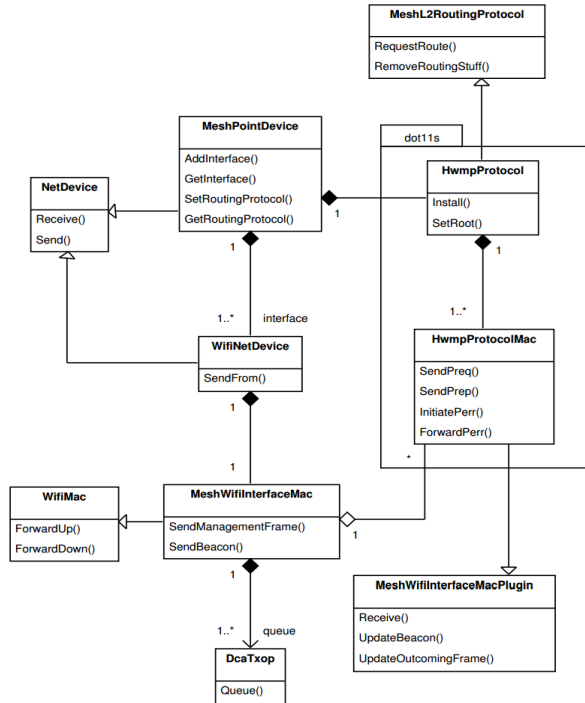 MeshL2RoutingProtocol
RequestRoute()
RemoveRoutingStuff()
MeshPointDevice
AddInterface()
GetInterface()
SetRoutingProtocol()
GetRoutingProtocol()
1
1
dot11s
HwmpProtocol
Install()
SetRoot()
1
NetDevice
Receive()
Send()
1..* interface
WifiNetDevice
SendFrom()
1
1
1..*
HwmpProtocolMac
SendPreq()
SendPrep()
InitiatePerr()
ForwardPerr()
*
WifiMac
ForwardUp()
ForwardDown()
MeshWifiInterfaceMac
SendManagementFrame()
SendBeacon()
1
1
MeshWifiInterfaceMacPlugin
Receive()
UpdateBeacon()
UpdateOutcomingFrame()
1..* queue
DcaTxop
Queue()